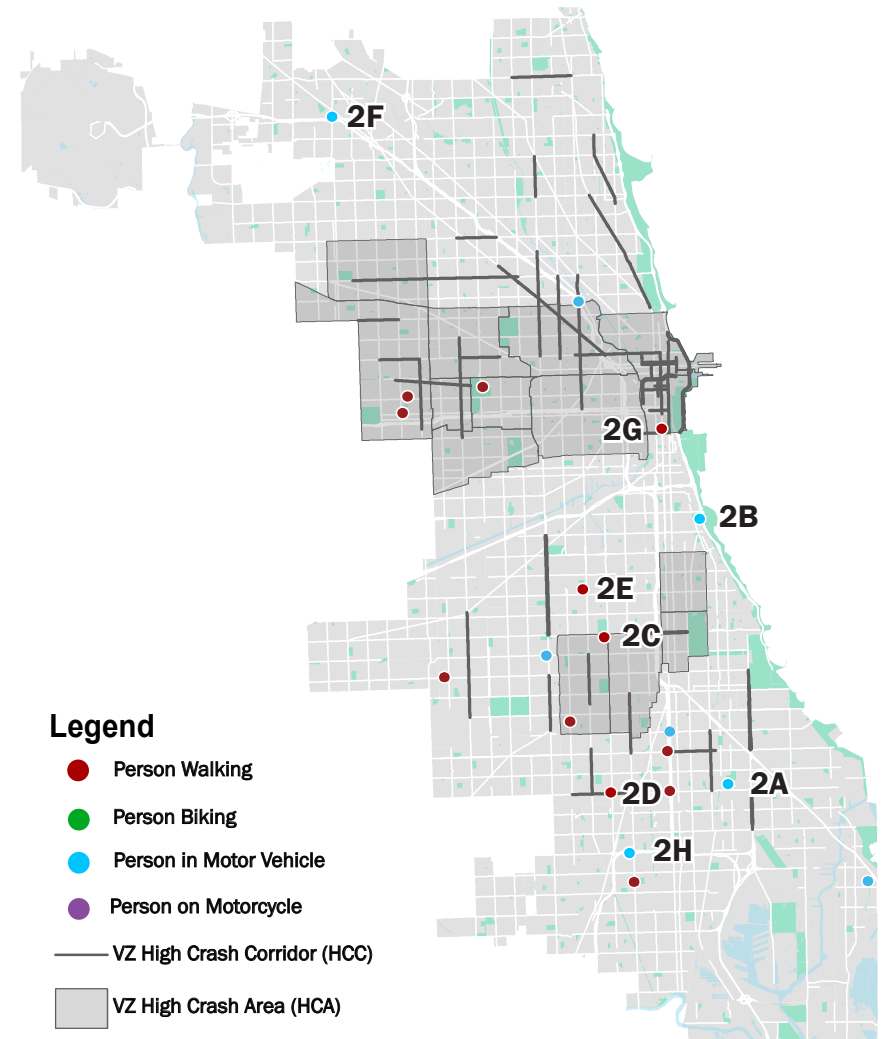 2F
2G
2B
2E
2C
Legend
Person Walking
2A
2D
Person Biking
2H
Person in Motor Vehicle
Person on Motorcycle
VZ High Crash Corridor (HCC)
VZ High Crash Area (HCA)